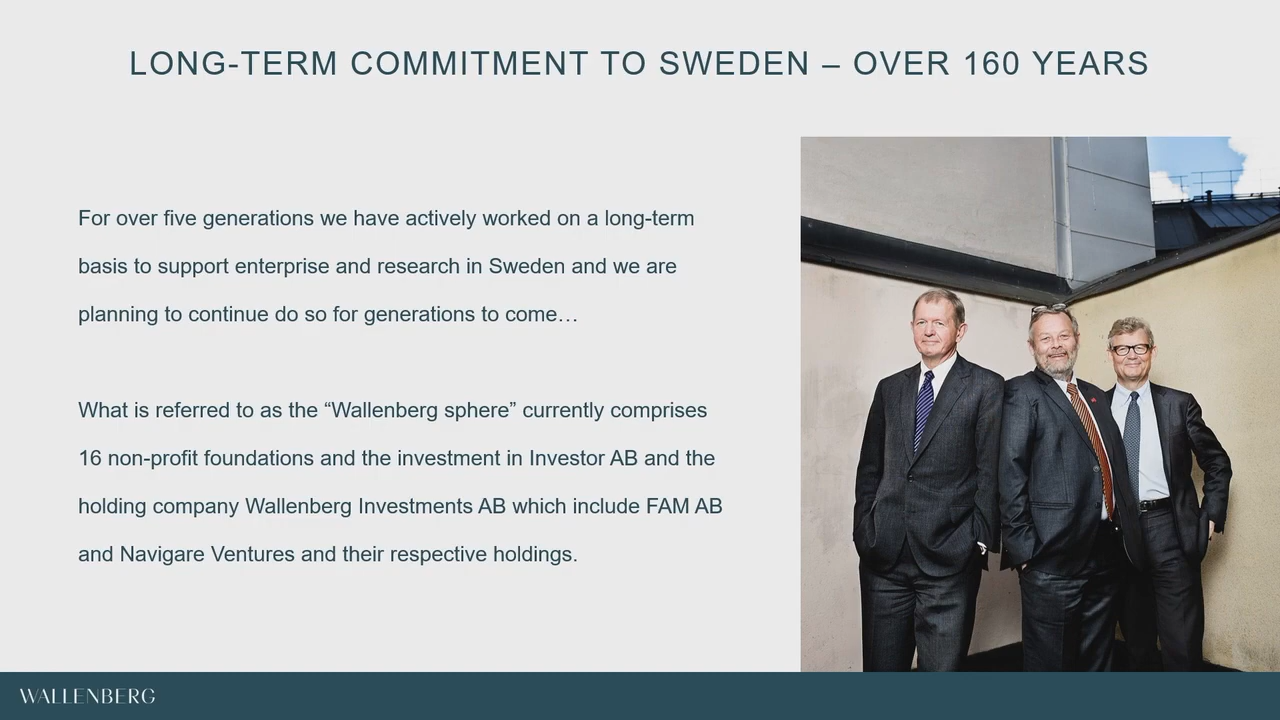 LONG-TERM COMMITMENT TO SWEDEN – OVER 160 YEARS
For over five generations we have actively worked on a long-term
basis to support enterprise and research in Sweden and we are
planning to continue do so for generations to come…
What is referred to as the “Wallenberg sphere” currently comprises
16 non-profit foundations and the investment in Investor AB and the
holding company Wallenberg Investments AB which include FAM AB
and Navigare Ventures and their respective holdings.
WALLENBERG